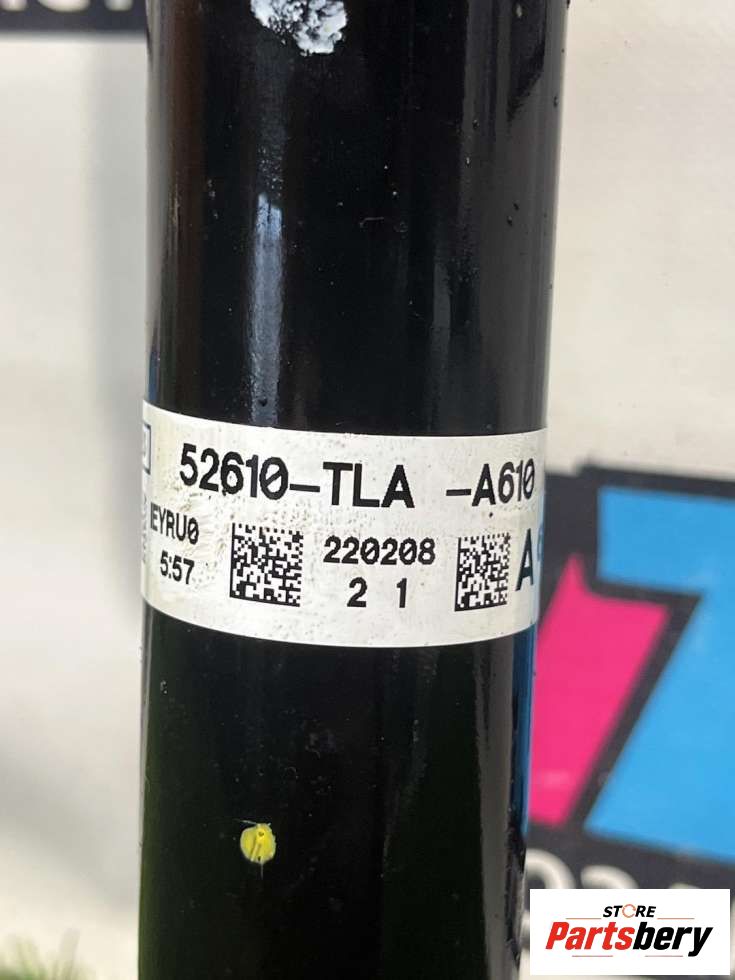 52610-TLA -A610
EYRU0
5:57
220208
2 1
A
STORE
Partsbery